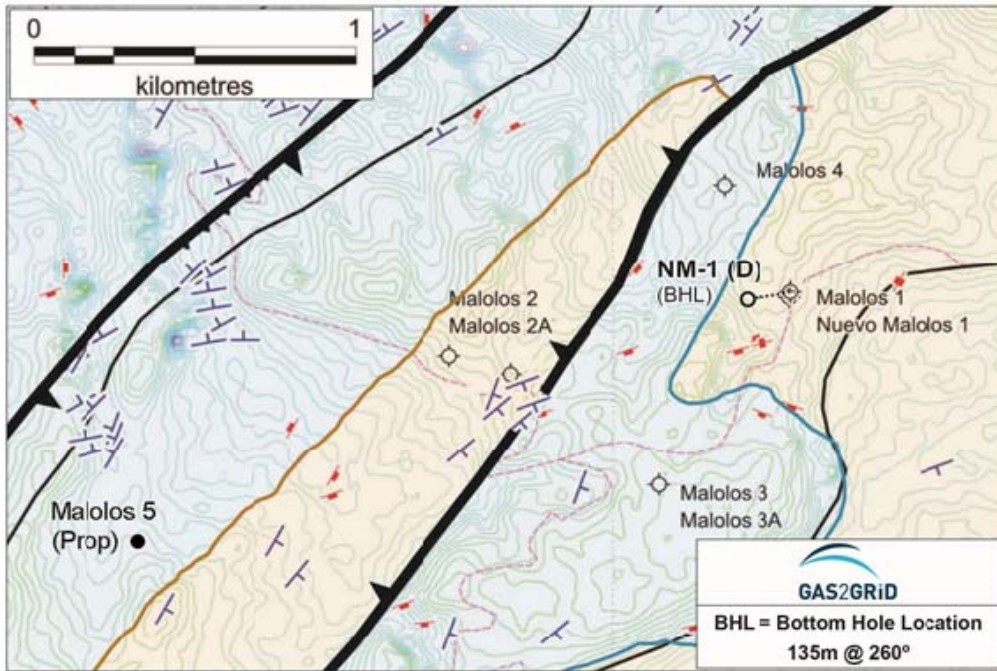 0 1
kilometres
Malolos 4
NM-1 (D)
(BHL)
Malolos 1
Nuevo Malolos 1
Malolos 2
Malolos 2A
Malolos 3
Malolos 3A
Malolos 5
(Prop)
GAS2GRiD
BHL = Bottom Hole Location
135m @ 260º